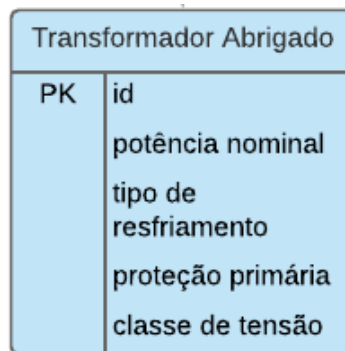 Transformador Abrigado
PK id
potência nominal
tipo de
resfriamento
proteção primária
classe de tensão